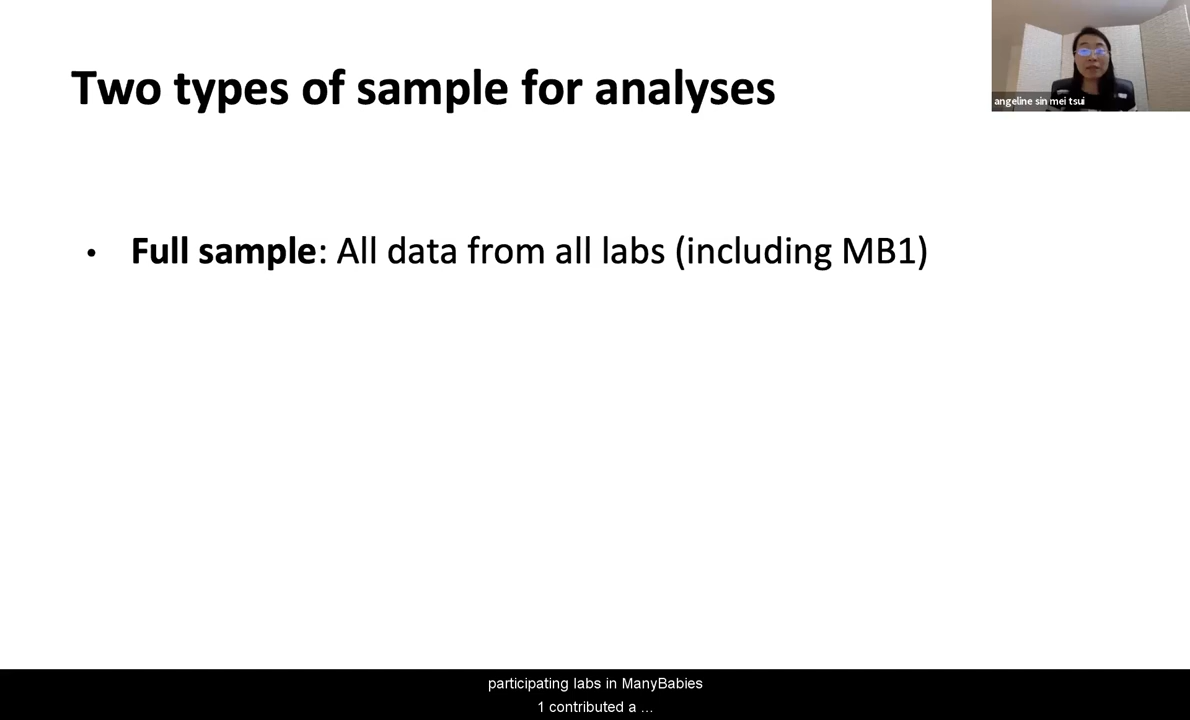 Two types of sample for analyses
angeline sin mei tsui
• Full sample: All data from all labs (including MB1)
participating labs in ManyBabies
1 contributed a ...